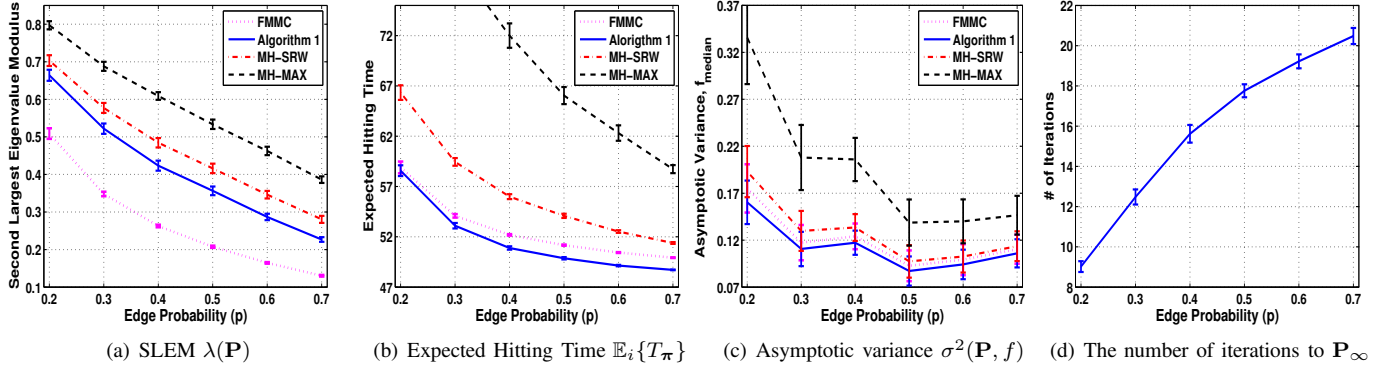 Second Largest Eigenvalue Modulus
0.9
0.8
0.7
0.6
0.5
0.4
0.3
0.2
0.1
0.2 0.3 0.4 0.5 0.6 0.7
Edge Probability (p)
FMMC
Algorithm 1
MH-SRW
MH-MAX
(a) SLEM λ(P)
Expected Hitting Time
72
67
62
57
52
47
0.2 0.3 0.4 0.5 0.6 0.7
Edge Probability (p)
FMMC
Alorigthm 1
MH-SRW
MH-MAX
(b) Expected Hitting Time 𝔼i{Tπ}
Asymptotic Variance, fmedian
0.37
0.32
0.27
0.22
0.17
0.12
0.07
0.2 0.3 0.4 0.5 0.6 0.7
Edge Probability (p)
FMMC
Algorithm 1
MH-SRW
MH-MAX
(c) Asymptotic variance σ²(P, f)
# of Iterations
22
20
18
16
14
12
10
8
0.2 0.3 0.4 0.5 0.6 0.7
Edge Probability (p)
(d) The number of iterations to P∞